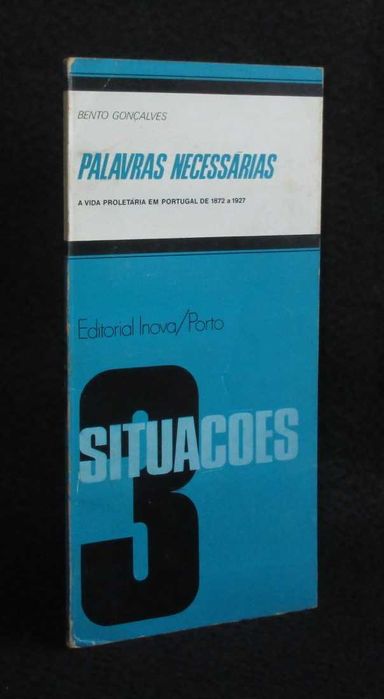 BENTO GONÇALVES
PALAVRAS NECESSÁRIAS
A VIDA PROLETÁRIA EM PORTUGAL DE 1872 a 1927
Editorial Inova/Porto
3
SITUACOES